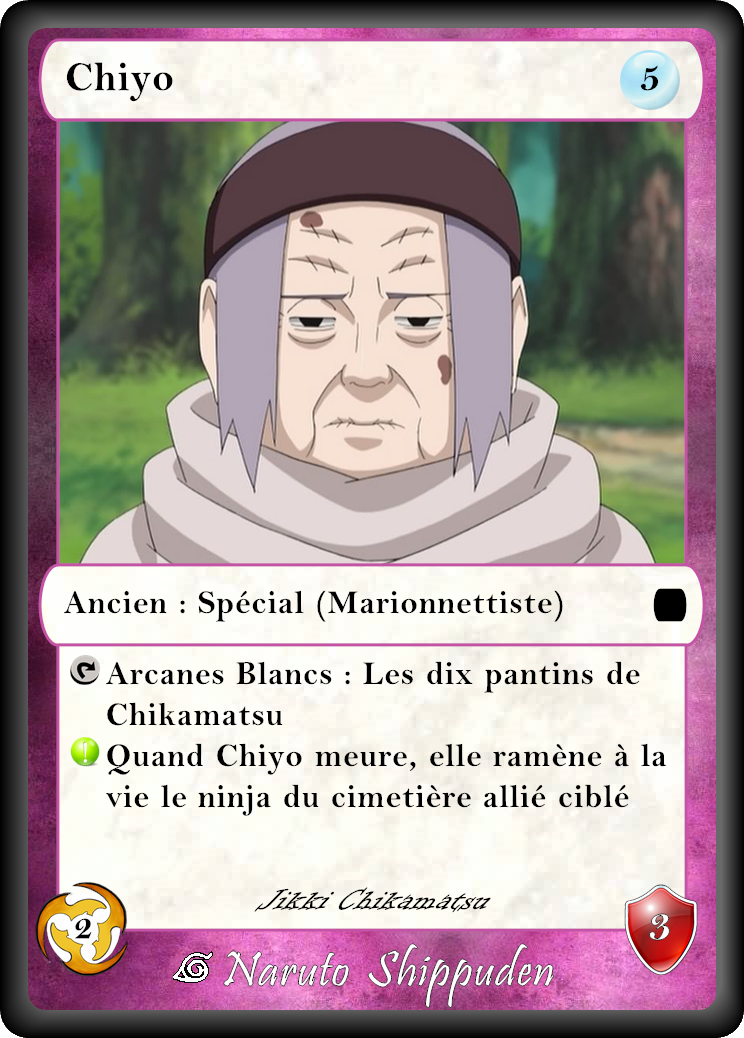 Chiyo
5
Ancien : Spécial (Marionnettiste)
Arcanes Blancs : Les dix pantins de
Chikamatsu
Quand Chiyo meure, elle ramène à la
vie le ninja du cimetière allié ciblé
Jikki Chikamatsu
2
3
Naruto Shippuden